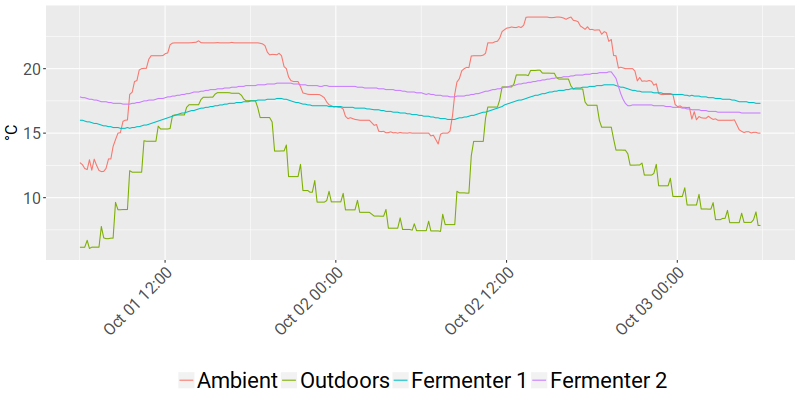 20
15
10
°C
Oct 01 12:00
Oct 02 00:00
Oct 02 12:00
Oct 03 00:00
Ambient Outdoors Fermenter 1 Fermenter 2